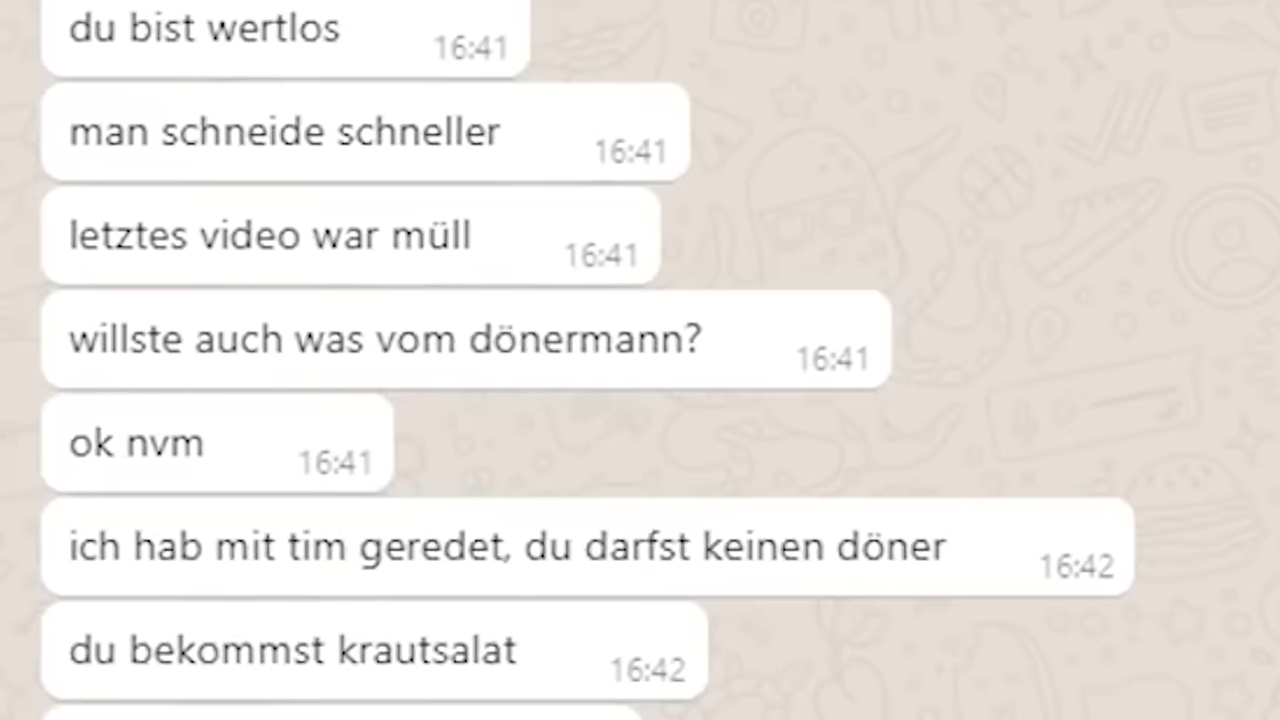 du bist wertlos
16:41
man schneide schneller
16:41
letztes video war müll
16:41
willste auch was vom dönermann?
16:41
ok nvm
16:41
ich hab mit tim geredet, du darfst keinen döner
16:42
du bekommst krautsalat
16:42